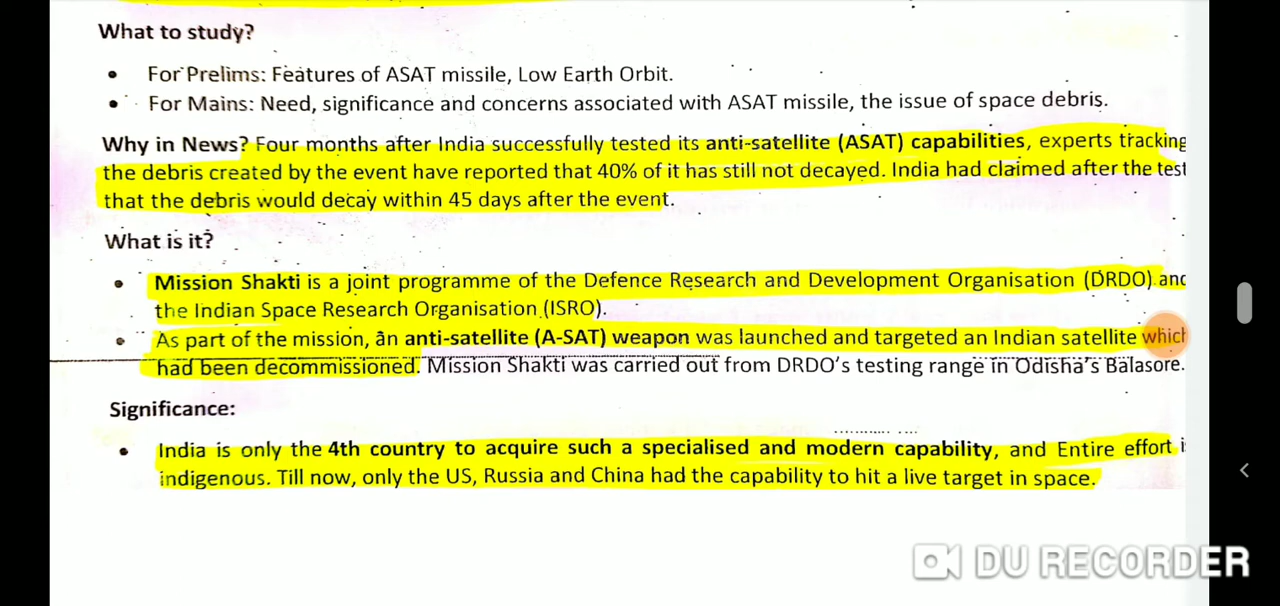 What to study?
• For Prelims: Features of ASAT missile, Low Earth Orbit.
• For Mains: Need, significance and concerns associated with ASAT missile, the issue of space debris.
Why in News? Four months after India successfully tested its anti-satellite (ASAT) capabilities, experts tracking
the debris created by the event have reported that 40% of it has still not decayed. India had claimed after the test
that the debris would decay within 45 days after the event.
What is it?
• Mission Shakti is a joint programme of the Defence Research and Development Organisation (DRDO) and
the Indian Space Research Organisation (ISRO).
• As part of the mission, an anti-satellite (A-SAT) weapon was launched and targeted an Indian satellite which
had been decommissioned. Mission Shakti was carried out from DRDO's testing range in Odisha's Balasore.
Significance:
• India is only the 4th country to acquire such a specialised and modern capability, and Entire effort
indigenous. Till now, only the US, Russia and China had the capability to hit a live target in space.
DU RECORDER